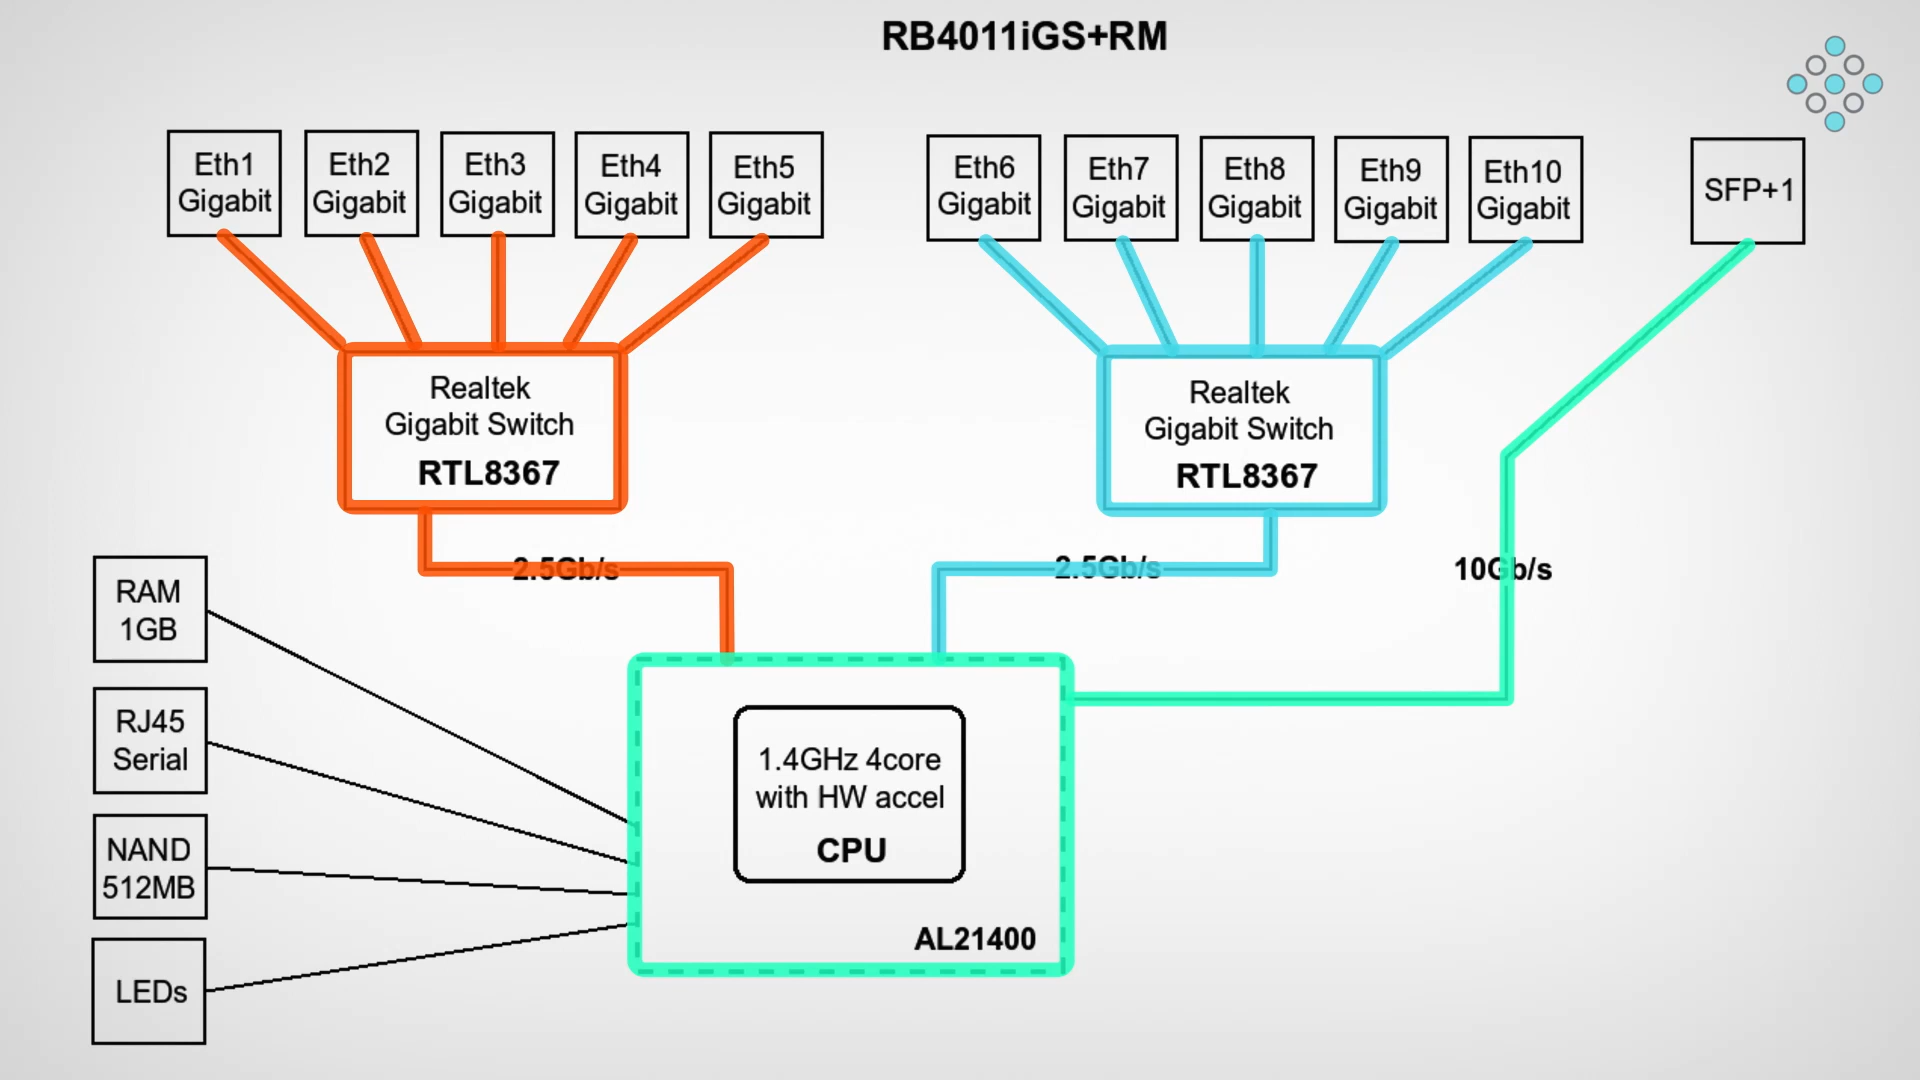 RB4011iGS+RM
Eth1
Gigabit
Eth2
Gigabit
Eth3
Gigabit
Eth4
Gigabit
Eth5
Gigabit
Eth6
Gigabit
Eth7
Gigabit
Eth8
Gigabit
Eth9
Gigabit
Eth10
Gigabit
SFP+1
Realtek
Gigabit Switch
RTL8367
Realtek
Gigabit Switch
RTL8367
2.5Gb/s
2.5Gb/s
10Gb/s
RAM
1GB
RJ45
Serial
NAND
512MB
LEDs
1.4GHz 4core
with HW accel
CPU
AL21400